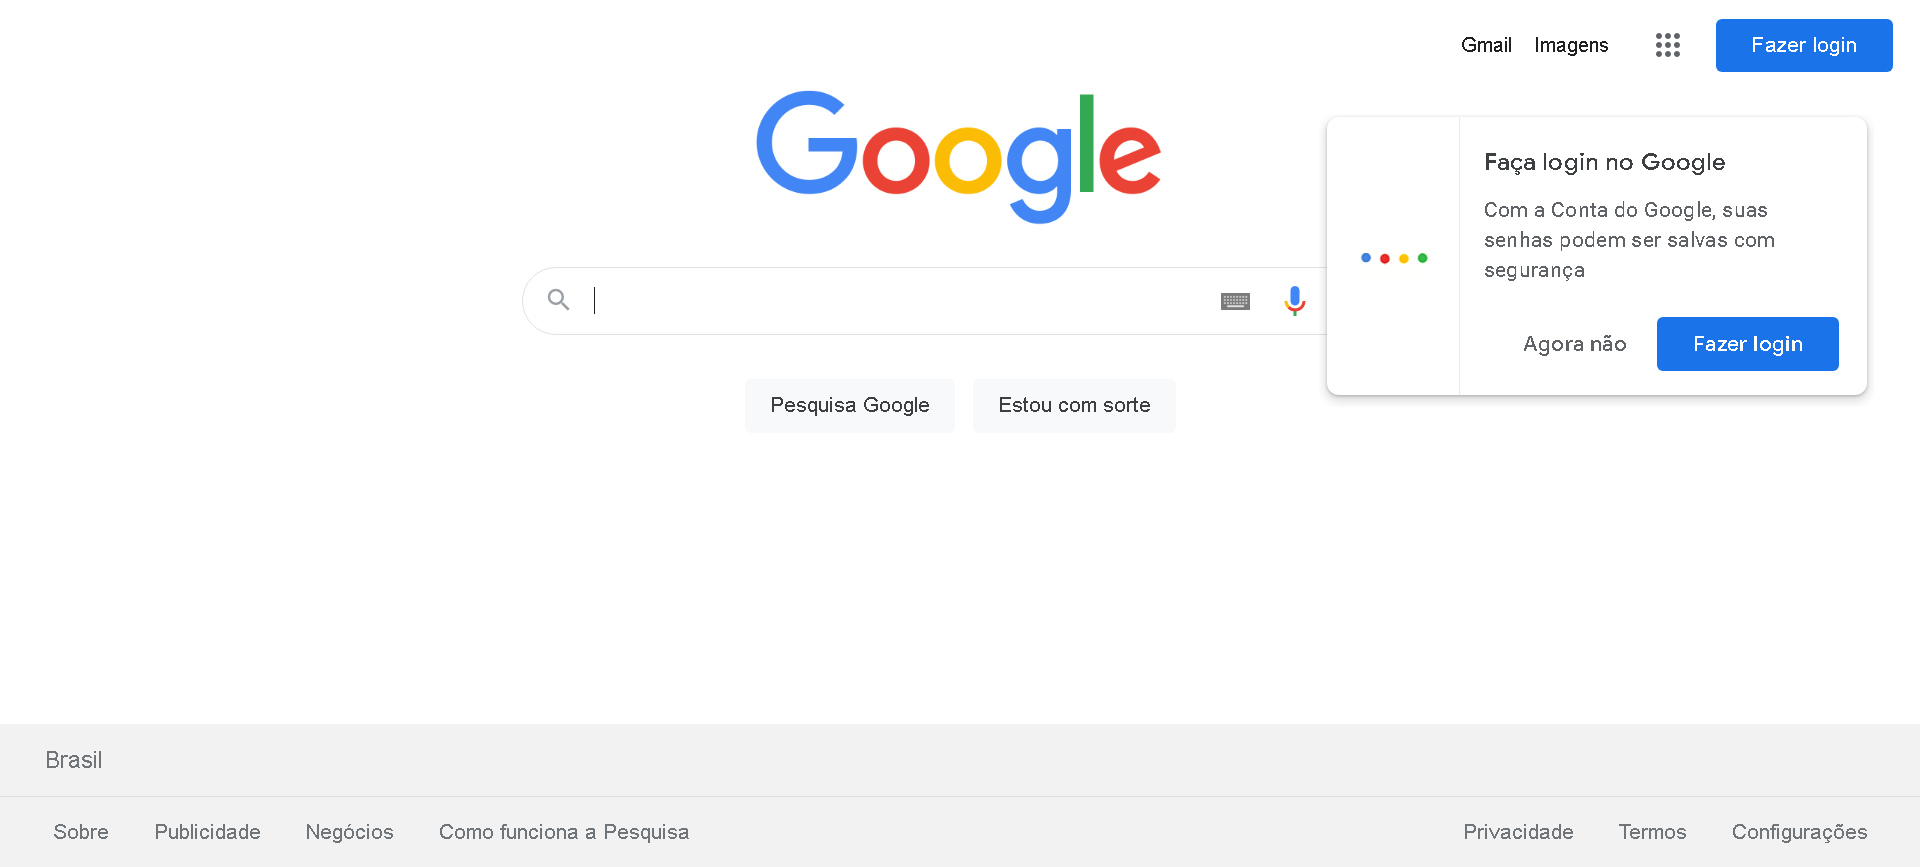 Gmail Imagens Fazer login
Google
Faça login no Google
Com a Conta do Google, suas
senhas podem ser salvas com
segurança
Agora não Fazer login
Pesquisa Google Estou com sorte
Brasil
Sobre Publicidade Negócios Como funciona a Pesquisa Privacidade Termos Configurações